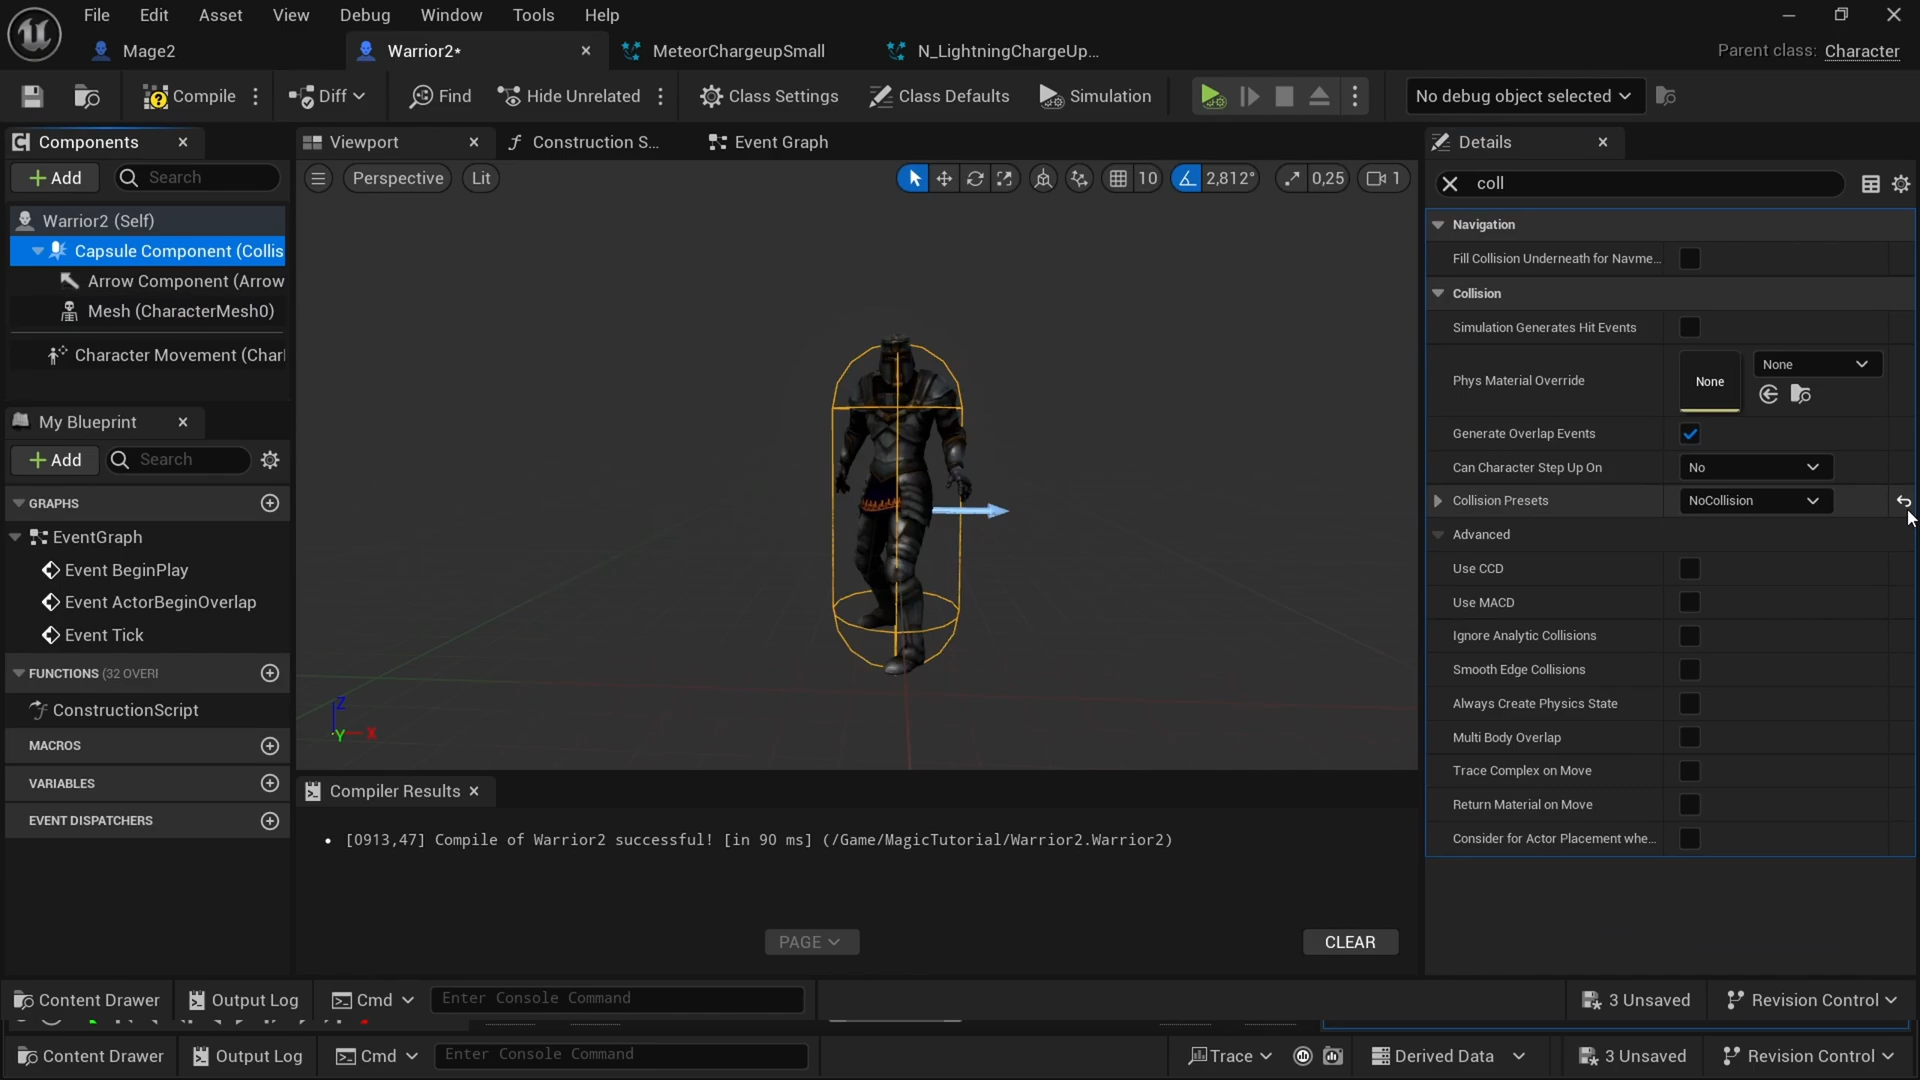 File Edit Asset View Debug Window Tools Help
Mage2 Warrior2* MeteorChargeupSmall N_LightningChargeUp... Parent class: Character
Compile Diff Find Hide Unrelated Class Settings Class Defaults Simulation No debug object selected
Components Viewport Construction S... Event Graph Details
Add Search Perspective Lit 10 2,812° 0,25 1 coll
Warrior2 (Self)
Capsule Component (Collis
Arrow Component (Arrow
Mesh (CharacterMesh0)
Character Movement (Char
My Blueprint
Add Search
GRAPHS
EventGraph
Event BeginPlay
Event ActorBeginOverlap
Event Tick
FUNCTIONS (32 OVERI
ConstructionScript
MACROS
VARIABLES
EVENT DISPATCHERS
Z
Y X
Compiler Results
[0913,47] Compile of Warrior2 successful! [in 90 ms] (/Game/MagicTutorial/Warrior2.Warrior2)
PAGE CLEAR
Navigation
Fill Collision Underneath for Navme...
Collision
Simulation Generates Hit Events
Phys Material Override None None
Generate Overlap Events
Can Character Step Up On No
Collision Presets NoCollision
Advanced
Use CCD
Use MACD
Ignore Analytic Collisions
Smooth Edge Collisions
Always Create Physics State
Multi Body Overlap
Trace Complex on Move
Return Material on Move
Consider for Actor Placement whe...
Content Drawer Output Log Cmd Enter Console Command 3 Unsaved Revision Control
Content Drawer Output Log Cmd Enter Console Command Trace Derived Data 3 Unsaved Revision Control